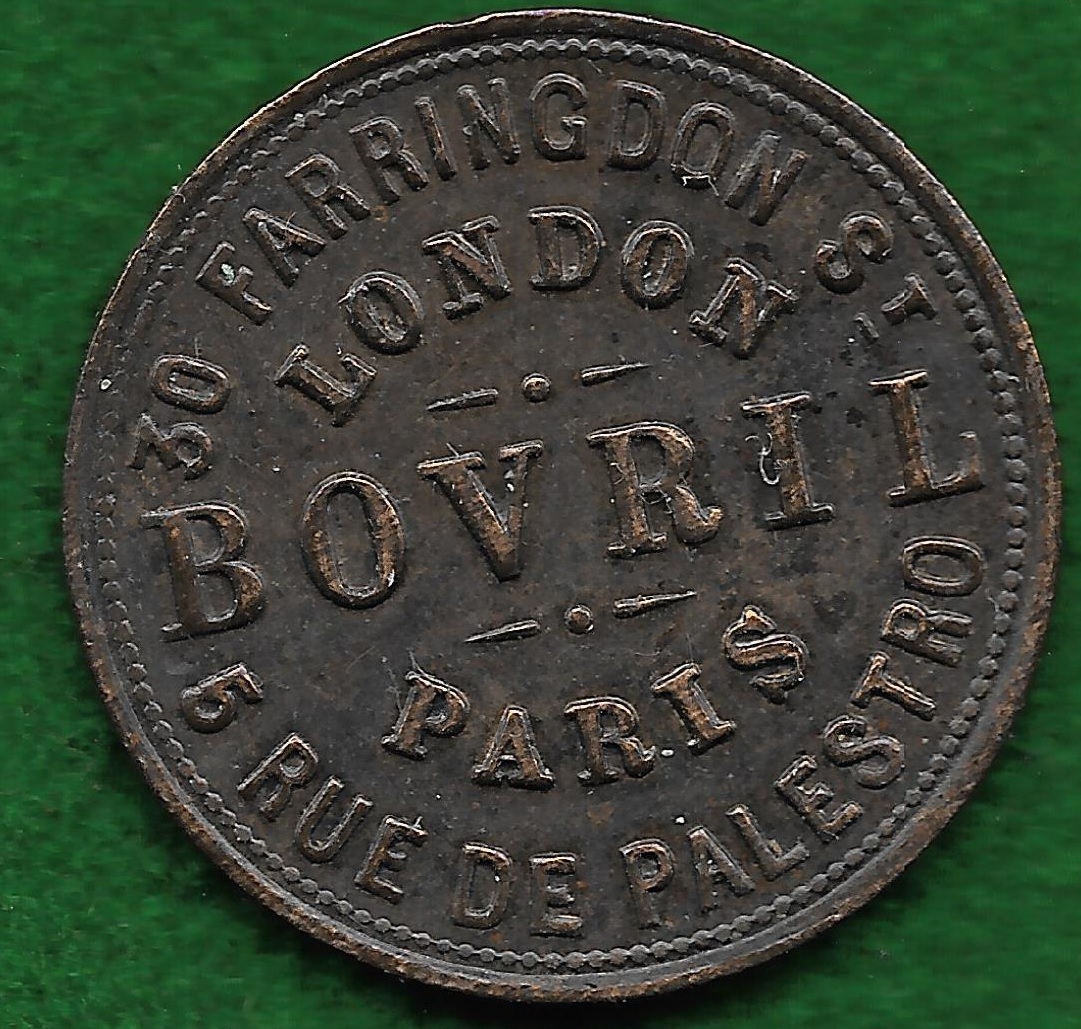 30 FARRINGDON ST
LONDON
BOVRIL
PARIS
5 RUE DE PALESTRO